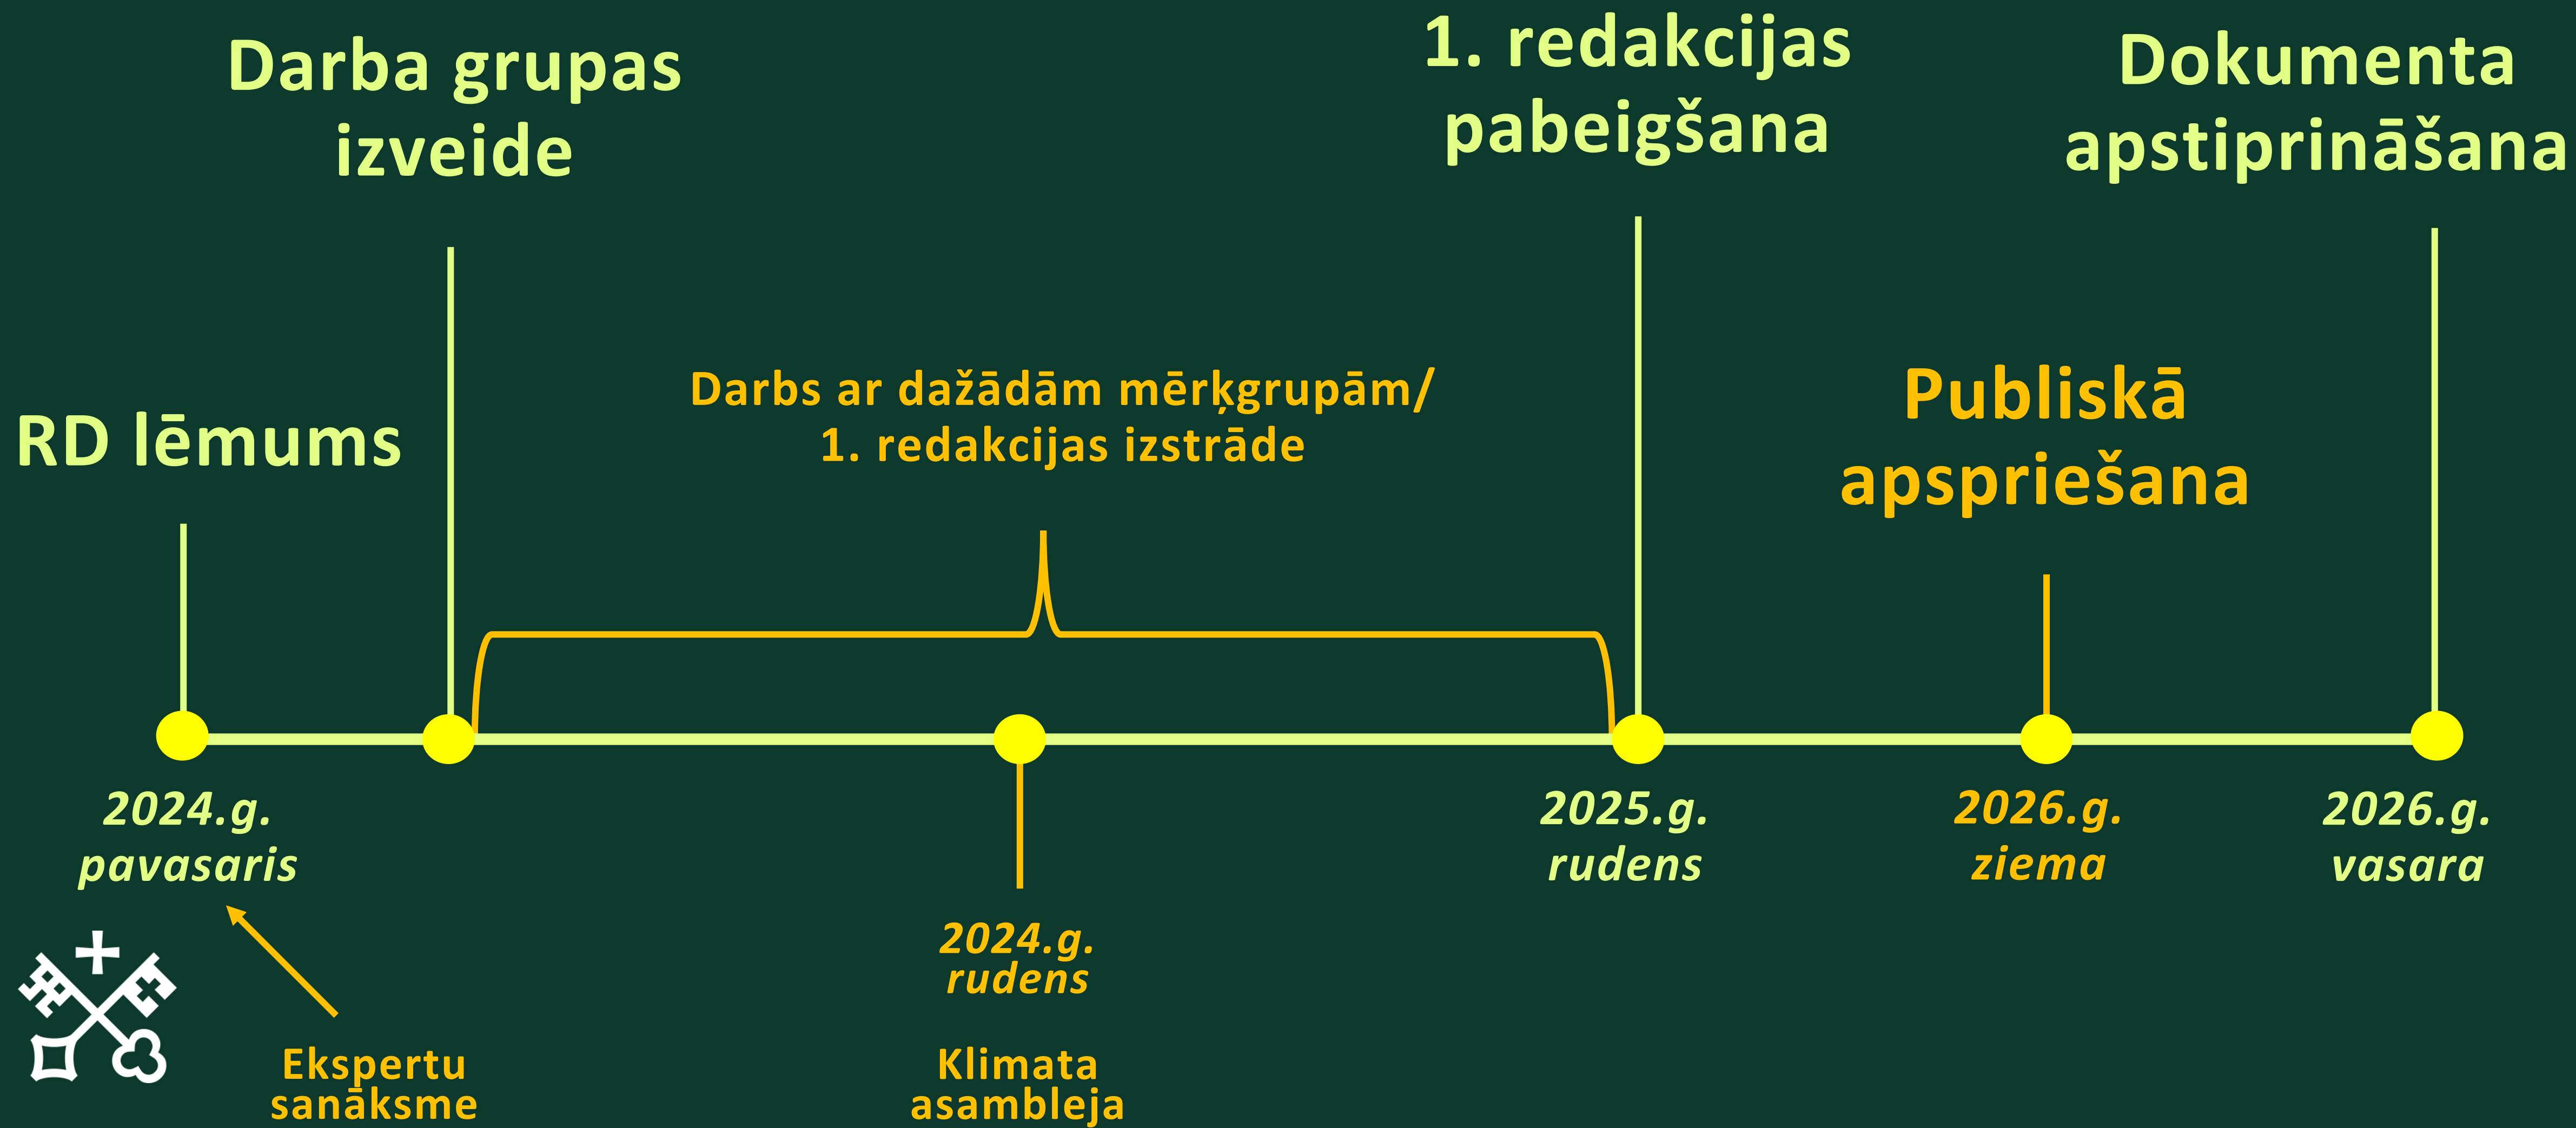 Darba grupas
izveide
1. redakcijas
pabeigšana
Dokumenta
apstiprināšana
RD lēmums
Darbs ar dažādām mērķgrupām/
1. redakcijas izstrāde
Publiskā
apspriešana
2024.g.
pavasaris
2025.g.
rudens
2026.g.
ziema
2026.g.
vasara
2024.g.
rudens
Ekspertu
sanāksme
Klimata
asambleja